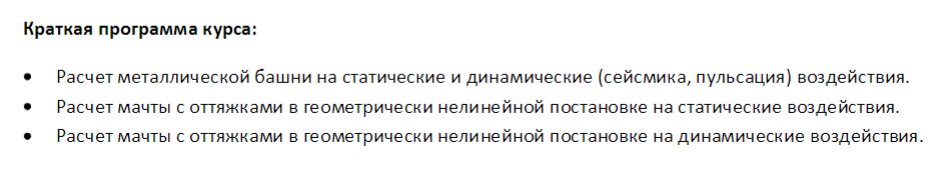 Краткая программа курса:
• Расчет металлической башни на статические и динамические (сейсмика, пульсация) воздействия.
• Расчет мачты с оттяжками в геометрически нелинейной постановке на статические воздействия.
• Расчет мачты с оттяжками в геометрически нелинейной постановке на динамические воздействия.